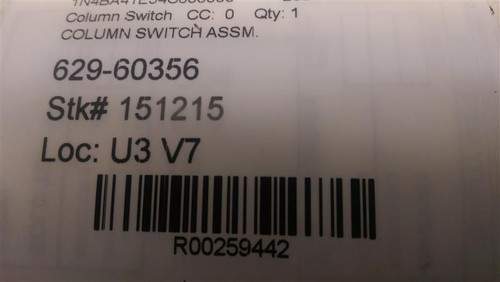 Column Switch CC: 0 Qty: 1
COLUMN SWITCH ASSM.
629-60356
Stk# 151215
Loc: U3 V7
R00259442